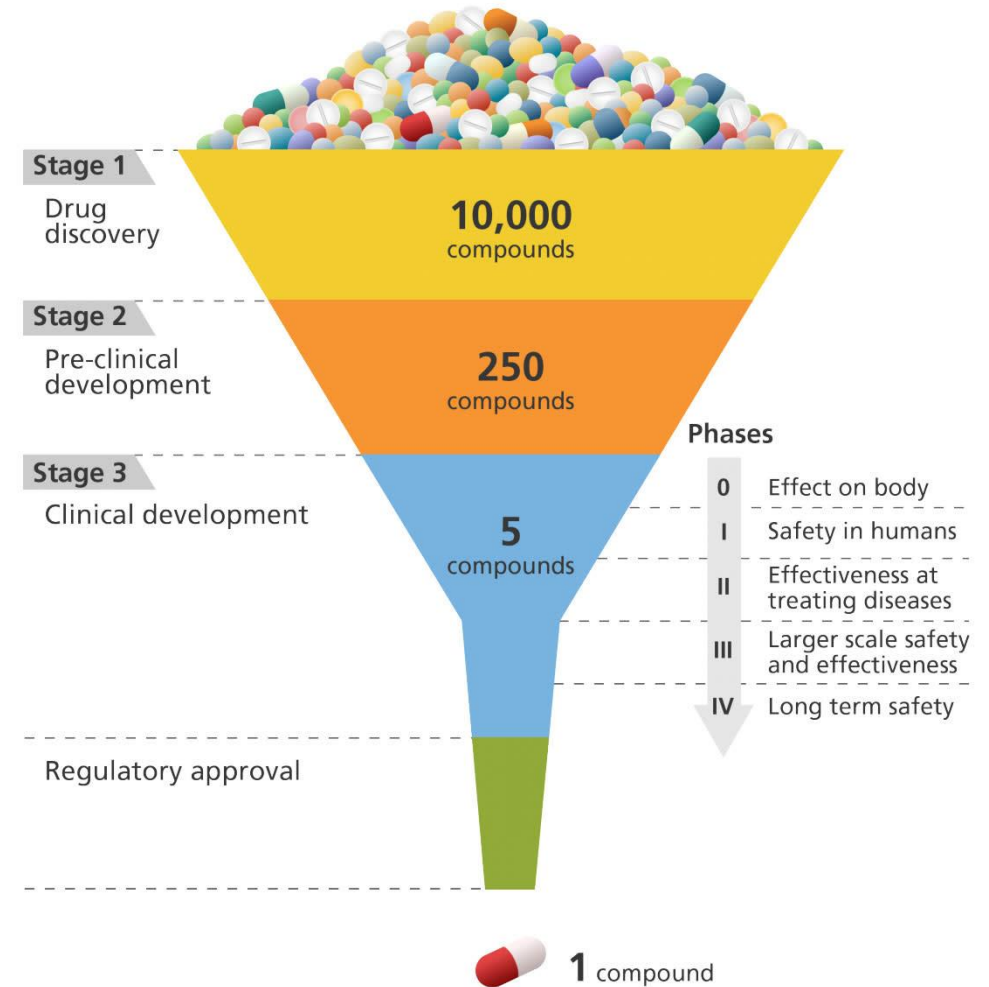 Stage 1
Drug
discovery
10,000
compounds
Stage 2
Pre-clinical
development
250
compounds
Stage 3
Clinical development
5
compounds
Phases
0 Effect on body
I Safety in humans
II Effectiveness at
treating diseases
III Larger scale safety
and effectiveness
IV Long term safety
Regulatory approval
1 compound